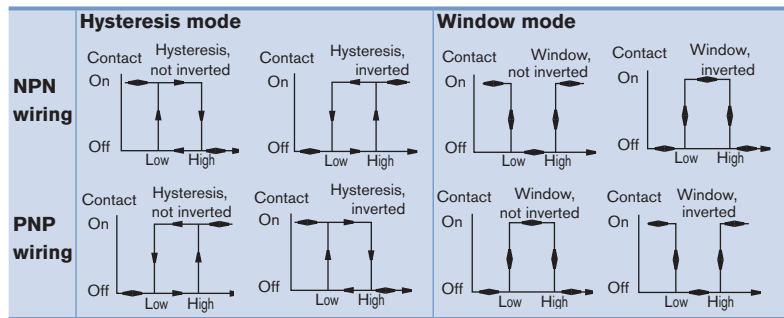 Hysteresis mode
Window mode
NPN
wiring
Contact
Hysteresis,
not inverted
On
Off
Low
High
Contact
Hysteresis,
inverted
On
Off
Low
High
Contact
Window,
not inverted
On
Off
Low
High
Contact
Window,
inverted
On
Off
Low
High
PNP
wiring
Contact
Hysteresis,
not inverted
On
Off
Low
High
Contact
Hysteresis,
inverted
On
Off
Low
High
Contact
Window,
not inverted
On
Off
Low
High
Contact
Window,
inverted
On
Off
Low
High